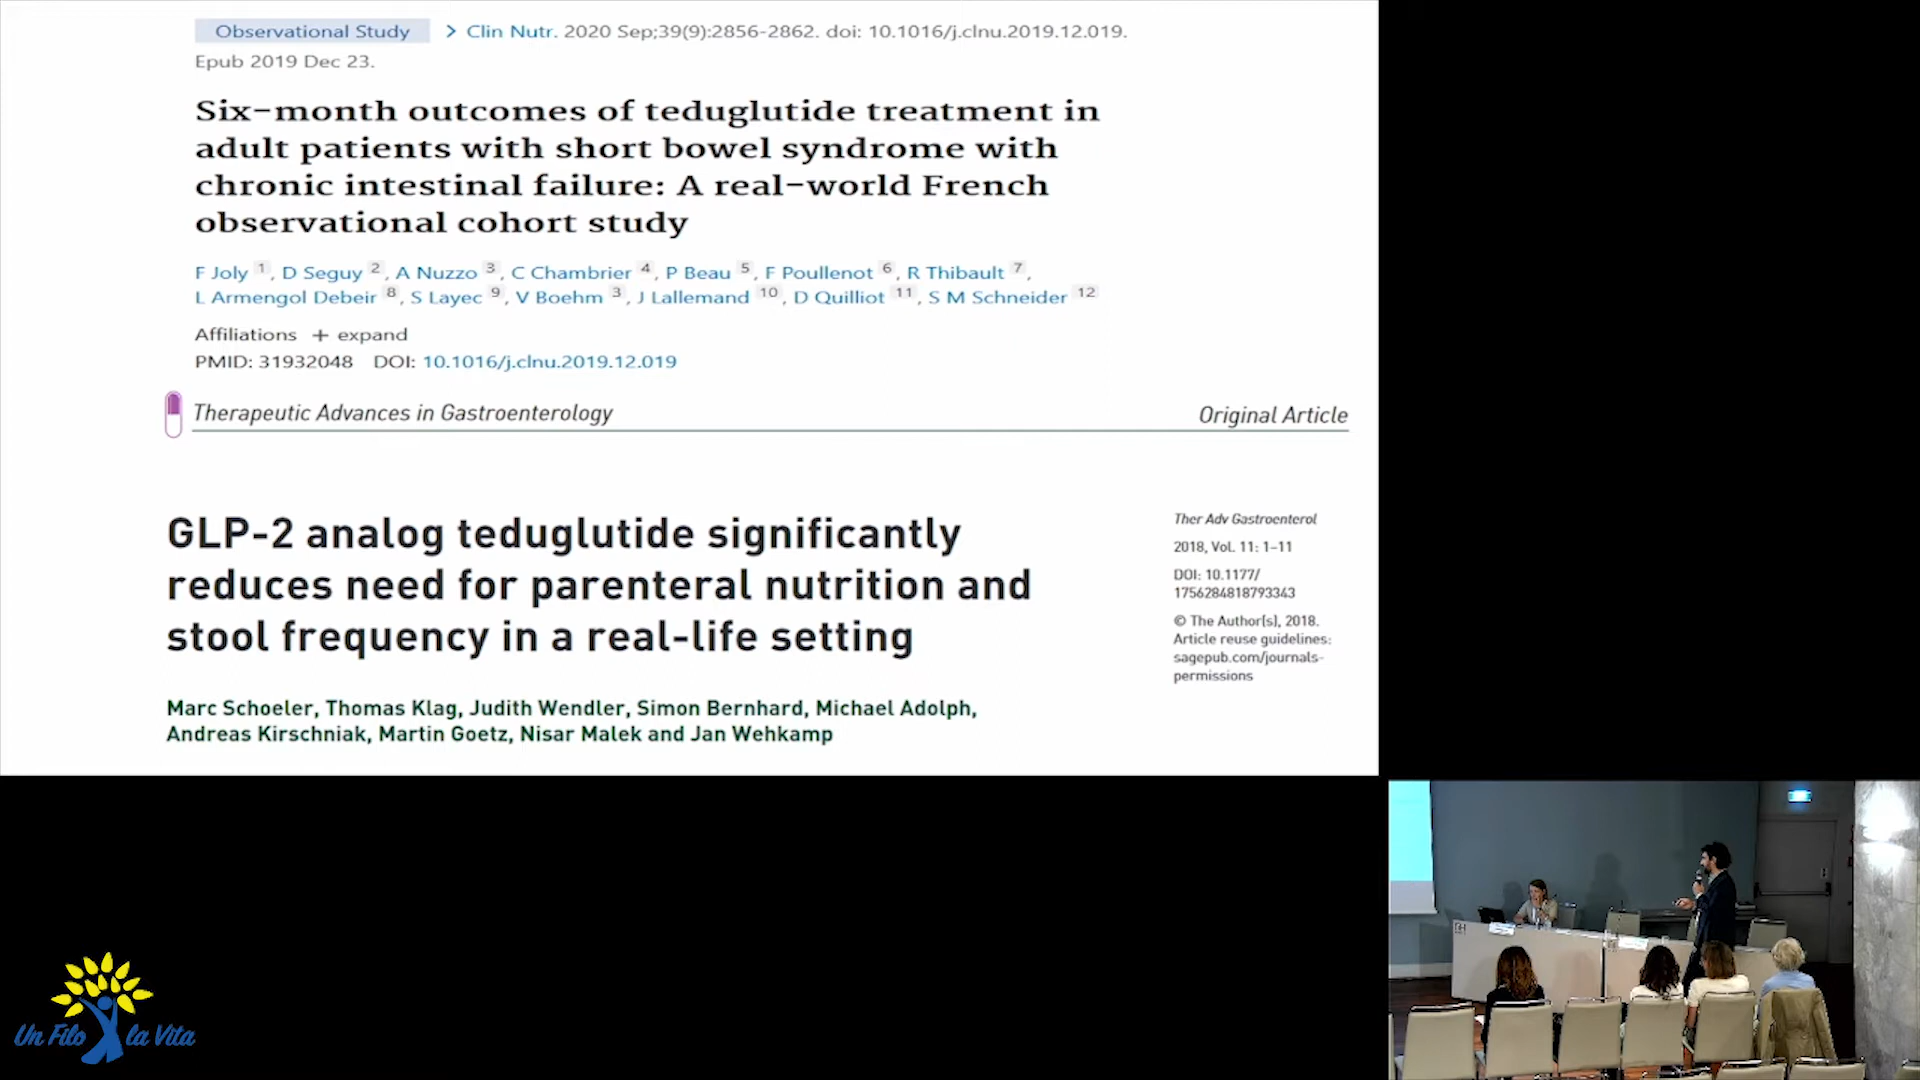 Observational Study > Clin Nutr. 2020 Sep;39(9):2856-2862. doi: 10.1016/j.clnu.2019.12.019.
Epub 2019 Dec 23.
Six-month outcomes of teduglutide treatment in
adult patients with short bowel syndrome with
chronic intestinal failure: A real-world French
observational cohort study
F Joly 1, D Seguy 2, A Nuzzo 3, C Chambrier 4, P Beau 5, F Poullenot 6, R Thibault 7,
L Armengol Debeir 8, S Layec 9, V Boehm 3, J Lallemand 10, D Quilliot 11, S M Schneider 12
Affiliations + expand
PMID: 31932048 DOI: 10.1016/j.clnu.2019.12.019
Therapeutic Advances in Gastroenterology
Original Article
GLP-2 analog teduglutide significantly
reduces need for parenteral nutrition and
stool frequency in a real-life setting
Marc Schoeler, Thomas Klag, Judith Wendler, Simon Bernhard, Michael Adolph,
Andreas Kirschniak, Martin Goetz, Nisar Malek and Jan Wehkamp
Ther Adv Gastroenterol
2018, Vol. 11: 1–11
DOI: 10.1177/
1756284818793343
© The Author(s), 2018.
Article reuse guidelines:
sagepub.com/journals-
permissions
Un Filo la Vita